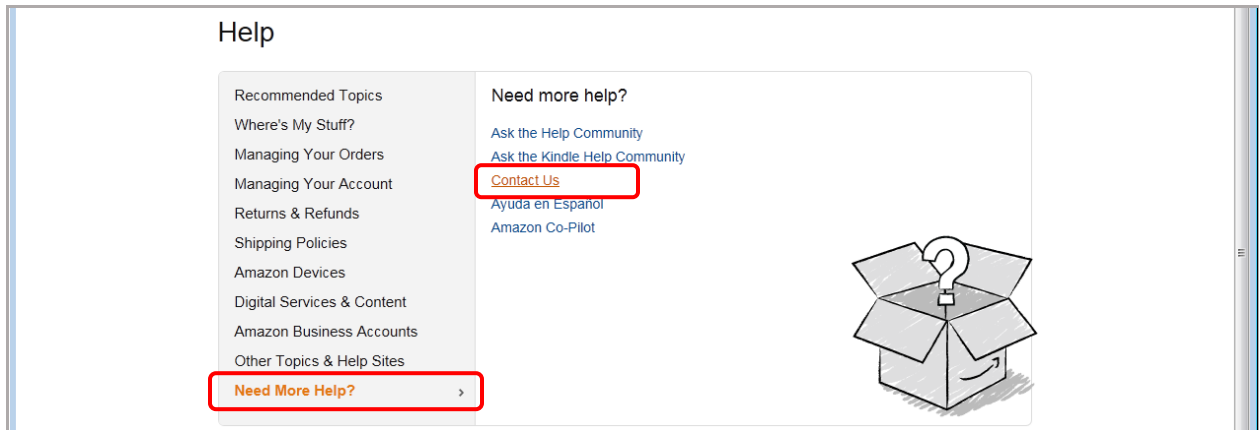 Help
Recommended Topics
Where's My Stuff?
Managing Your Orders
Managing Your Account
Returns & Refunds
Shipping Policies
Amazon Devices
Digital Services & Content
Amazon Business Accounts
Other Topics & Help Sites
Need More Help? ›
Need more help?
Ask the Help Community
Ask the Kindle Help Community
Contact Us
Ayuda en Español
Amazon Co-Pilot
?